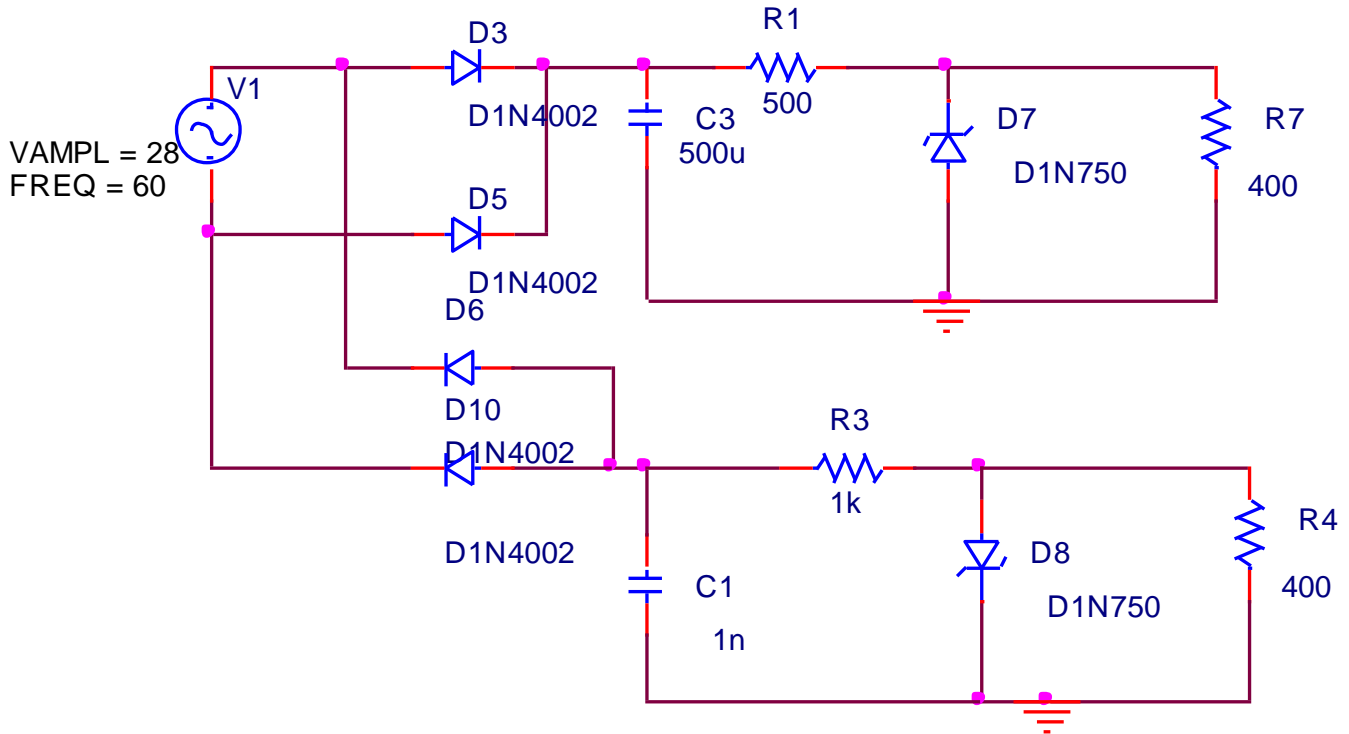 D3
R1
V1
D1N4002
500
C3
500u
D7
R7
VAMPL = 28
FREQ = 60
D1N750
400
D5
D1N4002
D6
D10
D1N4002
R3
1k
R4
D1N4002
D8
C1
400
D1N750
1n